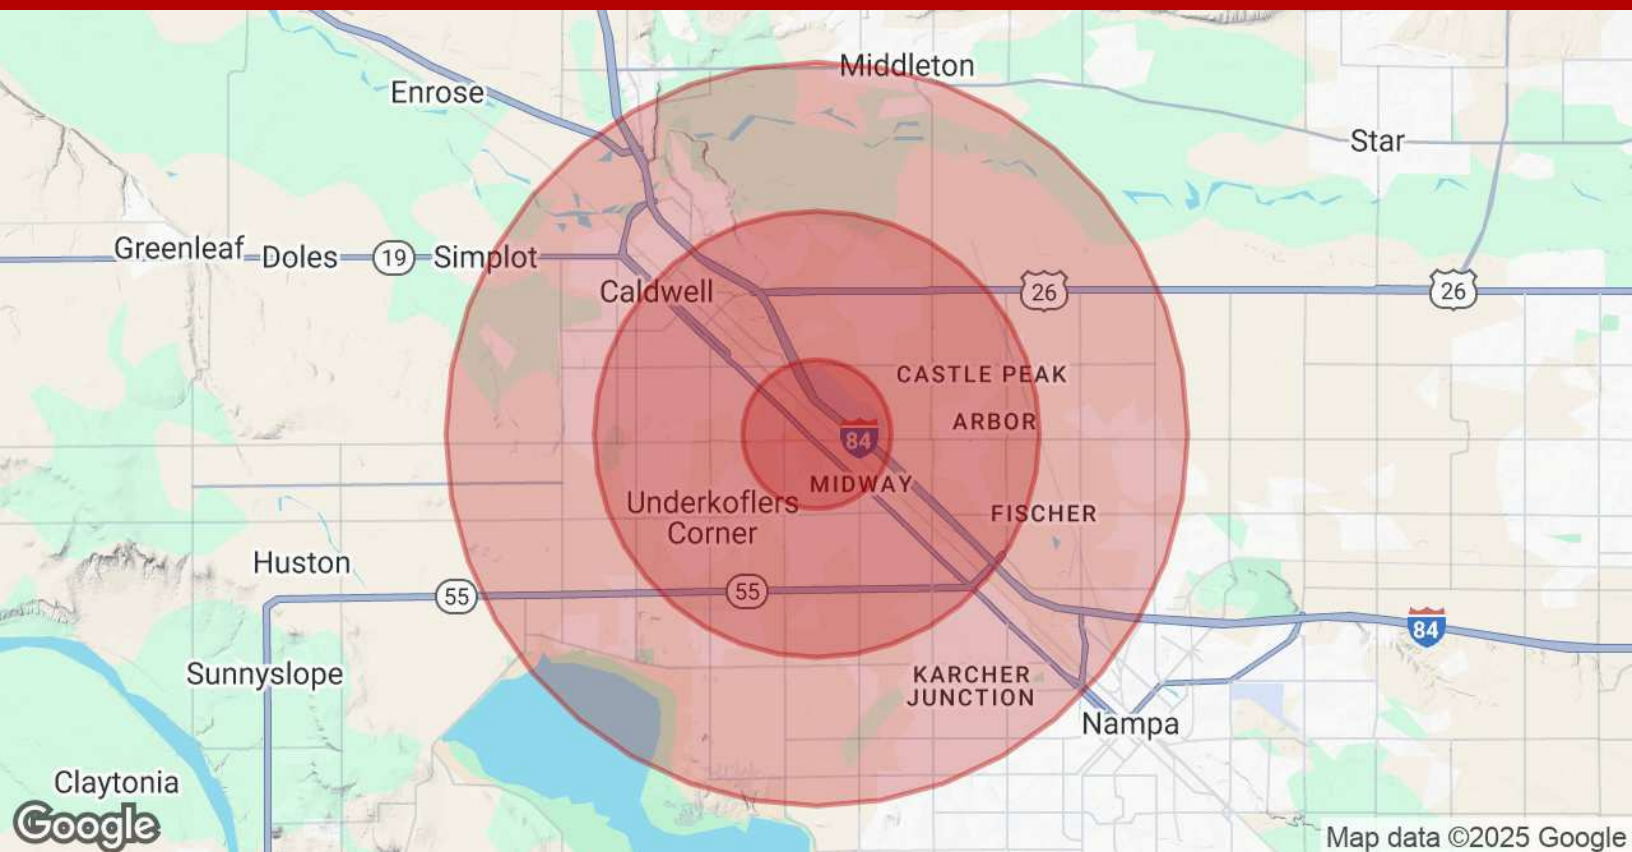 Middleton
Enrose
Star
Greenleaf
Doles
19
Simplot
Caldwell
26
26
CASTLE PEAK
ARBOR
84
MIDWAY
Underkoflers
Corner
FISCHER
Huston
55
55
84
Sunnyslope
KARCHER
JUNCTION
Nampa
Claytonia
Google
Map data ©2025 Google